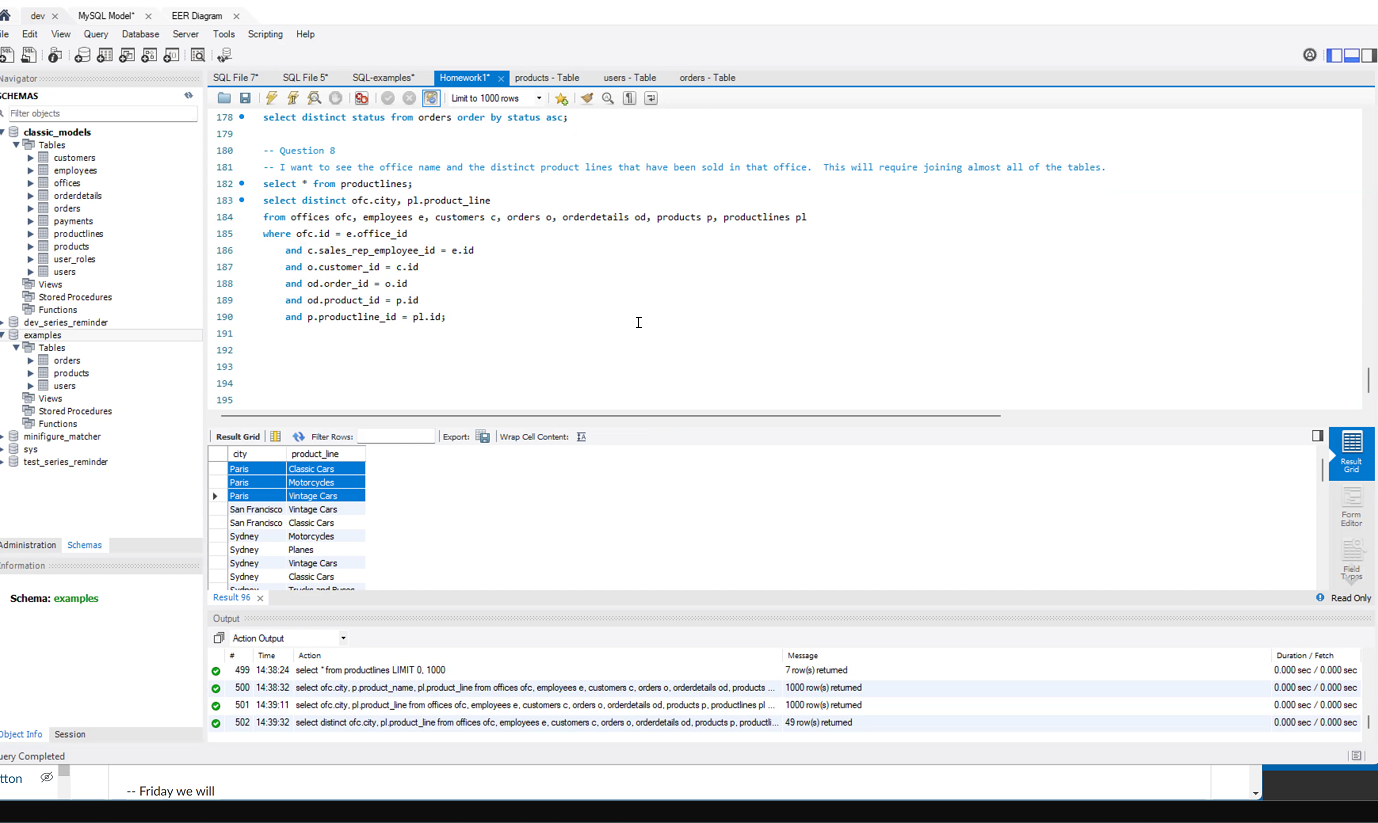 dev
MySQL Model*
EER Diagram
ile Edit View Query Database Server Tools Scripting Help
Navigator
SCHEMAS
Filter objects
classic_models
Tables
customers
employees
offices
orderdetails
orders
payments
productlines
products
user_roles
users
Views
Stored Procedures
Functions
dev_series_reminder
examples
Tables
orders
products
users
Views
Stored Procedures
Functions
minifigure_matcher
sys
test_series_reminder
Administration Schemas
nformation
Schema: examples
Object Info Session
uery Completed
SQL File 7* SQL File 5* SQL-examples* Homework1* products - Table users - Table orders - Table
Limit to 1000 rows
178 select distinct status from orders order by status asc;
179
180 -- Question 8
181 -- I want to see the office name and the distinct product lines that have been sold in that office.  This will require joining almost all of the tables.
182 select * from productlines;
183 select distinct ofc.city, pl.product_line
184 from offices ofc, employees e, customers c, orders o, orderdetails od, products p, productlines pl
185 where ofc.id = e.office_id
186 and c.sales_rep_employee_id = e.id
187 and o.customer_id = c.id
188 and od.order_id = o.id
189 and od.product_id = p.id
190 and p.productline_id = pl.id;
191
192
193
194
195
Result Grid Filter Rows: Export: Wrap Cell Content:
city product_line
Paris Classic Cars
Paris Motorcycles
Paris Vintage Cars
San Francisco Vintage Cars
San Francisco Classic Cars
Sydney Motorcycles
Sydney Planes
Sydney Vintage Cars
Sydney Classic Cars
Sydney Trucks and Buses
Result Grid
Form Editor
Field Types
Result 96
Read Only
Output
Action Output
# Time Action Message Duration / Fetch
499 14:38:24 select * from productlines LIMIT 0, 1000 7 row(s) returned 0.000 sec / 0.000 sec
500 14:38:32 select ofc.city, p.product_name, pl.product_line from offices ofc, employees e, customers c, orders o, orderdetails od, products ... 1000 row(s) returned 0.000 sec / 0.000 sec
501 14:39:11 select ofc.city, pl.product_line from offices ofc, employees e, customers c, orders o, orderdetails od, products p, productlines pl ... 1000 row(s) returned 0.000 sec / 0.000 sec
502 14:39:32 select distinct ofc.city, pl.product_line from offices ofc, employees e, customers c, orders o, orderdetails od, products p, productli... 49 row(s) returned 0.000 sec / 0.000 sec
tton
-- Friday we will